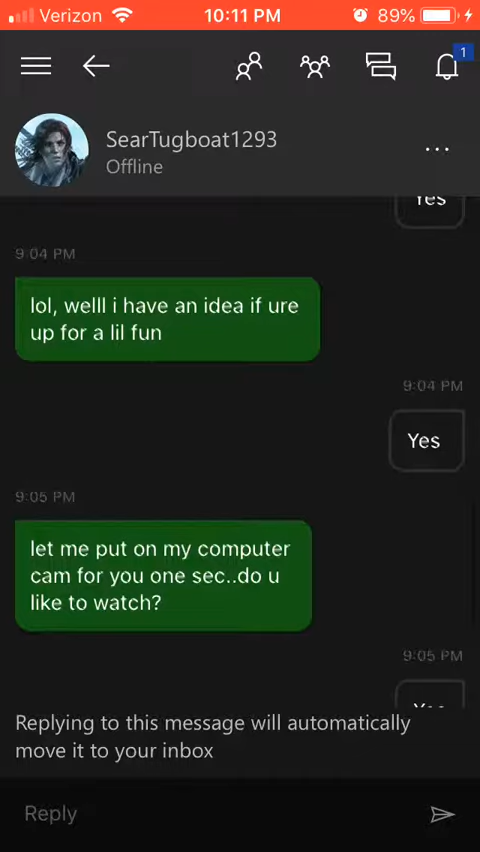 Verizon 10:11 PM 89%
1
SearTugboat1293
Offline
...
Yes
9:04 PM
lol, welll i have an idea if ure
up for a lil fun
9:04 PM
Yes
9:05 PM
let me put on my computer
cam for you one sec..do u
like to watch?
9:05 PM
Yes
Replying to this message will automatically
move it to your inbox
Reply